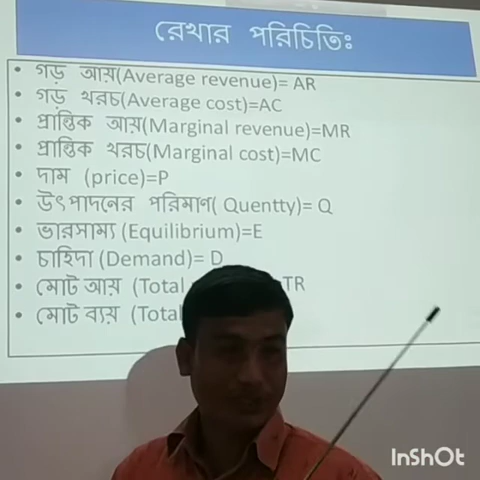 রেখার পরিচিতিঃ
• গড় আয়(Average revenue)= AR
• গড় খরচ(Average cost)=AC
• প্রান্তিক আয়(Marginal revenue)=MR
• প্রান্তিক খরচ(Marginal cost)=MC
• দাম (price)=P
• উৎপাদনের পরিমাণ( Quentty)= Q
• ভারসাম্য (Equilibrium)=E
• চাহিদা (Demand)= D
• মোট আয় (Total TR
• মোট ব্যয় (Total
InShOt